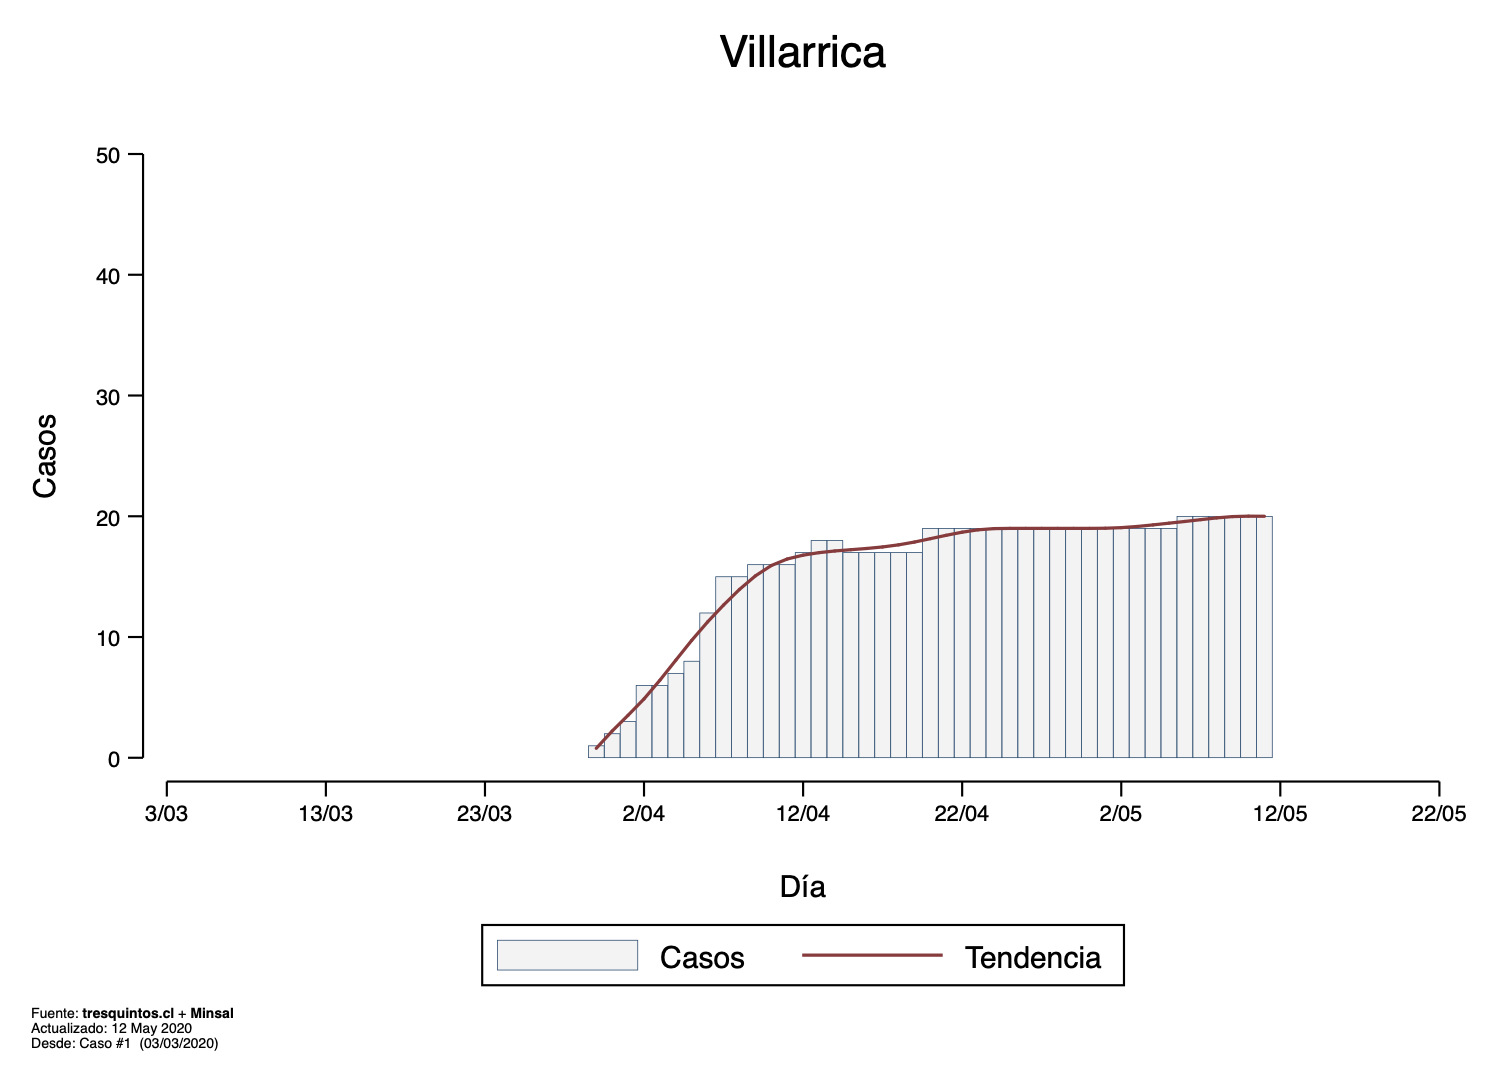 Villarrica
50
40
30
20
10
0
Casos
3/03 13/03 23/03 2/04 12/04 22/04 2/05 12/05 22/05
Día
Casos Tendencia
Fuente: tresquintos.cl + Minsal
Actualizado: 12 May 2020
Desde: Caso #1 (03/03/2020)